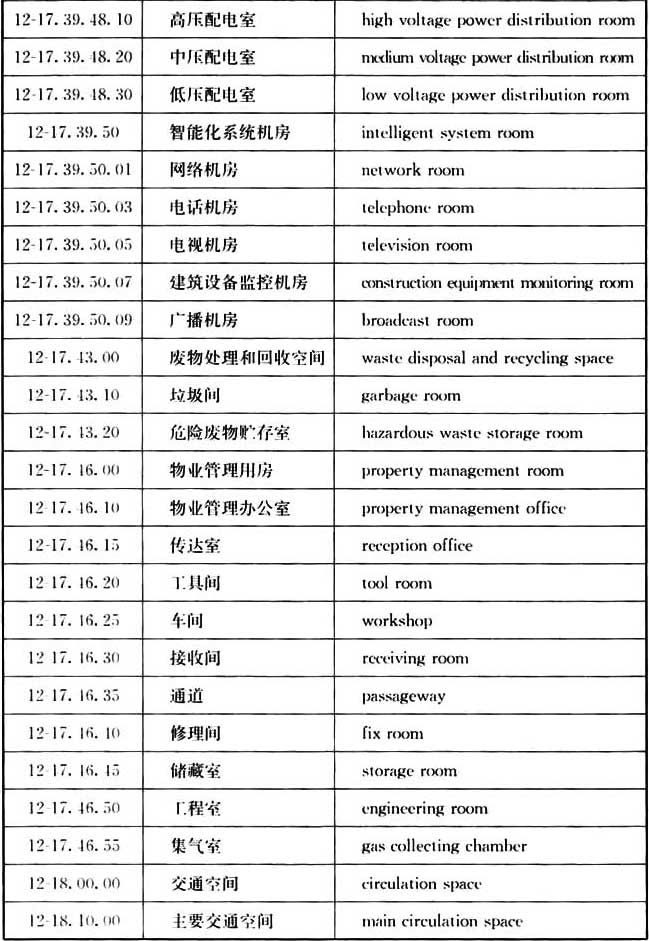 12-17.39.48.10 高压配电室 high voltage power distribution room
12-17.39.48.20 中压配电室 medium voltage power distribution room
12-17.39.48.30 低压配电室 low voltage power distribution room
12-17.39.50 智能化系统机房 intelligent system room
12-17.39.50.01 网络机房 network room
12-17.39.50.03 电话机房 telephone room
12-17.39.50.05 电视机房 television room
12-17.39.50.07 建筑设备监控机房 construction equipment monitoring room
12-17.39.50.09 广播机房 broadcast room
12-17.43.00 废物处理和回收空间 waste disposal and recycling space
12-17.43.10 垃圾间 garbage room
12-17.43.20 危险废物贮存室 hazardous waste storage room
12-17.46.00 物业管理用房 property management room
12-17.46.10 物业管理办公室 property management office
12-17.46.15 传达室 reception office
12-17.46.20 工具间 tool room
12-17.46.25 车间 workshop
12-17.46.30 接收间 receiving room
12-17.46.35 通道 passageway
12-17.46.40 修理间 fix room
12-17.46.45 储藏室 storage room
12-17.46.50 工程室 engineering room
12-17.46.55 集气室 gas collecting chamber
12-18.00.00 交通空间 circulation space
12-18.10.00 主要交通空间 main circulation space